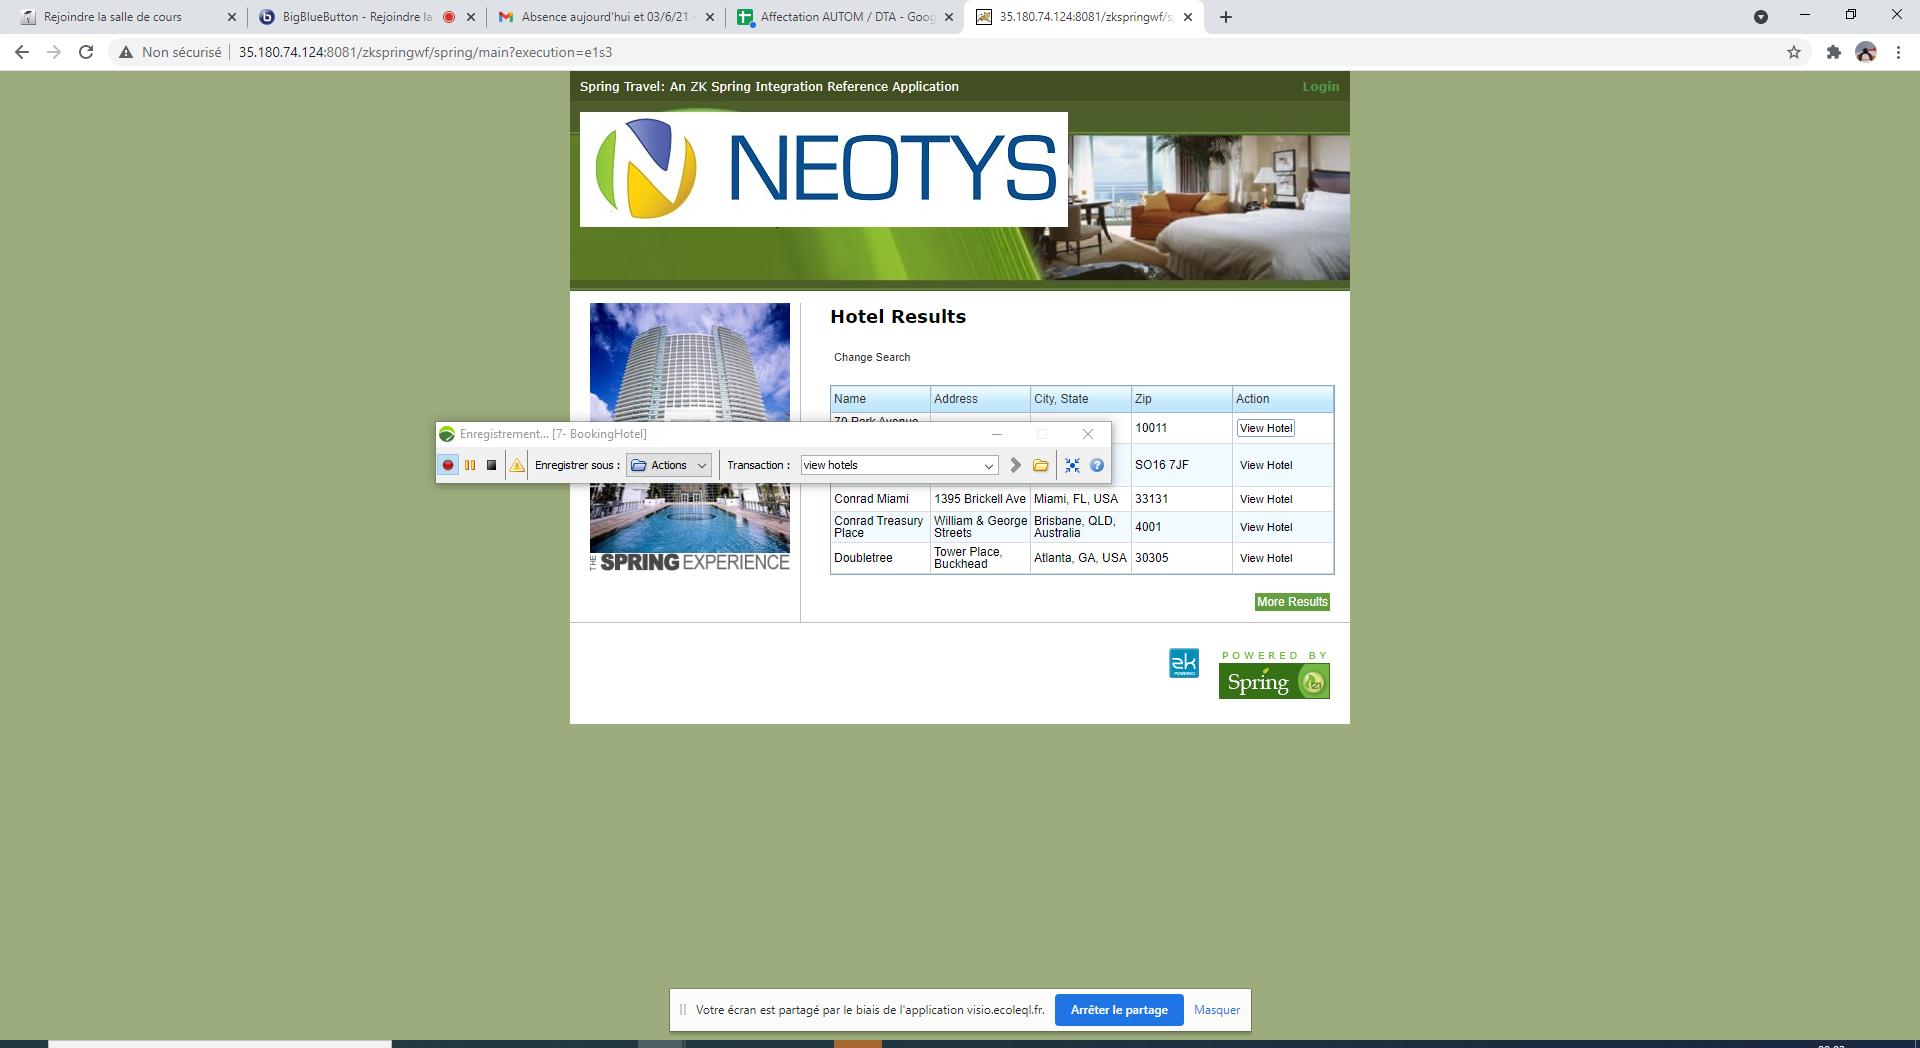 Rejoindre la salle de cours
BigBlueButton - Rejoindre la
Absence aujourd'hui et 03/6/21 -
Affectation AUTOM / DTA - Goog
35.180.74.124:8081/zkspringwf/s
Non sécurisé
35.180.74.124:8081/zkspringwf/spring/main?execution=e1s3
Spring Travel: An ZK Spring Integration Reference Application
Login
NEOTYS
Hotel Results
Change Search
Name Address City, State Zip Action
70 Park Avenue
10011 View Hotel
Enregistrement... [7- BookingHotel]
Enregistrer sous : Actions Transaction : view hotels
SO16 7JF View Hotel
Conrad Miami 1395 Brickell Ave Miami, FL, USA 33131 View Hotel
Conrad Treasury Place William & George Streets Brisbane, QLD, Australia 4001 View Hotel
Doubletree Tower Place, Buckhead Atlanta, GA, USA 30305 View Hotel
THE SPRING EXPERIENCE
More Results
zk
POWERED
POWERED BY
Spring
Votre écran est partagé par le biais de l'application visio.ecoleql.fr.
Arrêter le partage
Masquer